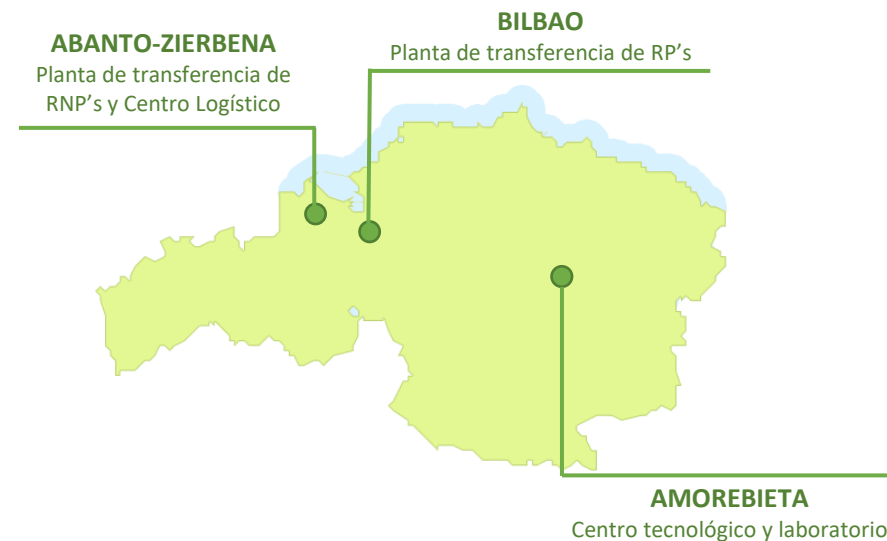 ABANTO-ZIERBENA
Planta de transferencia de
RNP’s y Centro Logístico
BILBAO
Planta de transferencia de RP’s
AMOREBIETA
Centro tecnológico y laboratorio